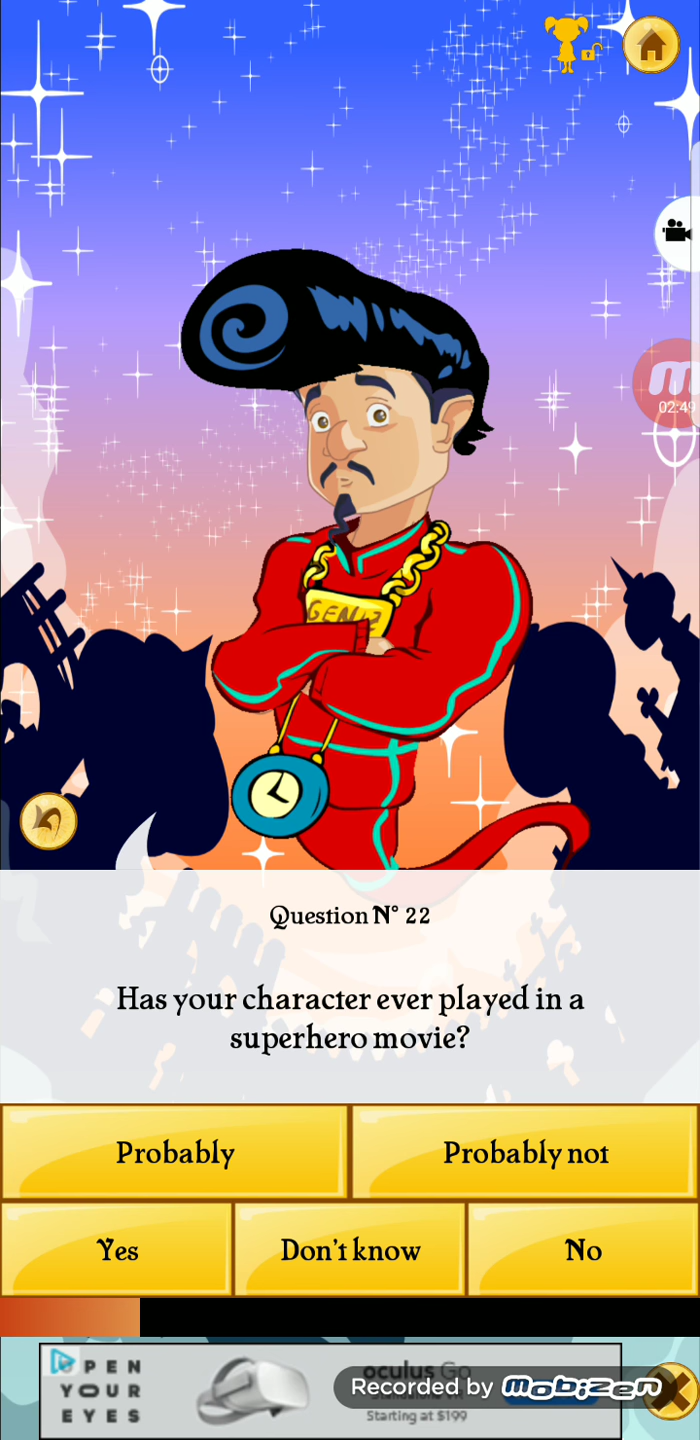 02:49
GENIZ
Question N° 22
Has your character ever played in a
superhero movie?
Probably
Probably not
Yes
Don't know
No
OPEN
YOUR
EYES
oculus Go
Recorded by mobizen
Starting at $199